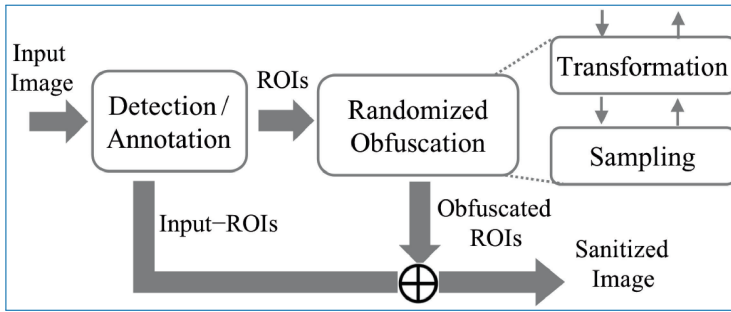 Input
Image
Detection /
Annotation
ROIs
Randomized
Obfuscation
Transformation
Sampling
Input−ROIs
Obfuscated
ROIs
Sanitized
Image